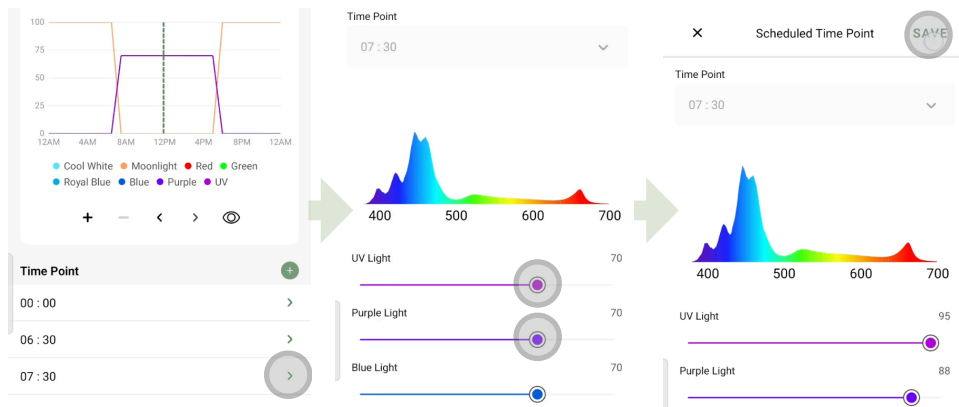 100
75
50
25
0
12AM 4AM 8AM 12PM 4PM 8PM 12AM
Cool White Moonlight Red Green
Royal Blue Blue Purple UV
Time Point
00 : 00
06 : 30
07 : 30
Time Point
07 : 30
400 500 600 700
UV Light 70
Purple Light 70
Blue Light 70
Scheduled Time Point SAVE
Time Point
07 : 30
400 500 600 700
UV Light 95
Purple Light 88